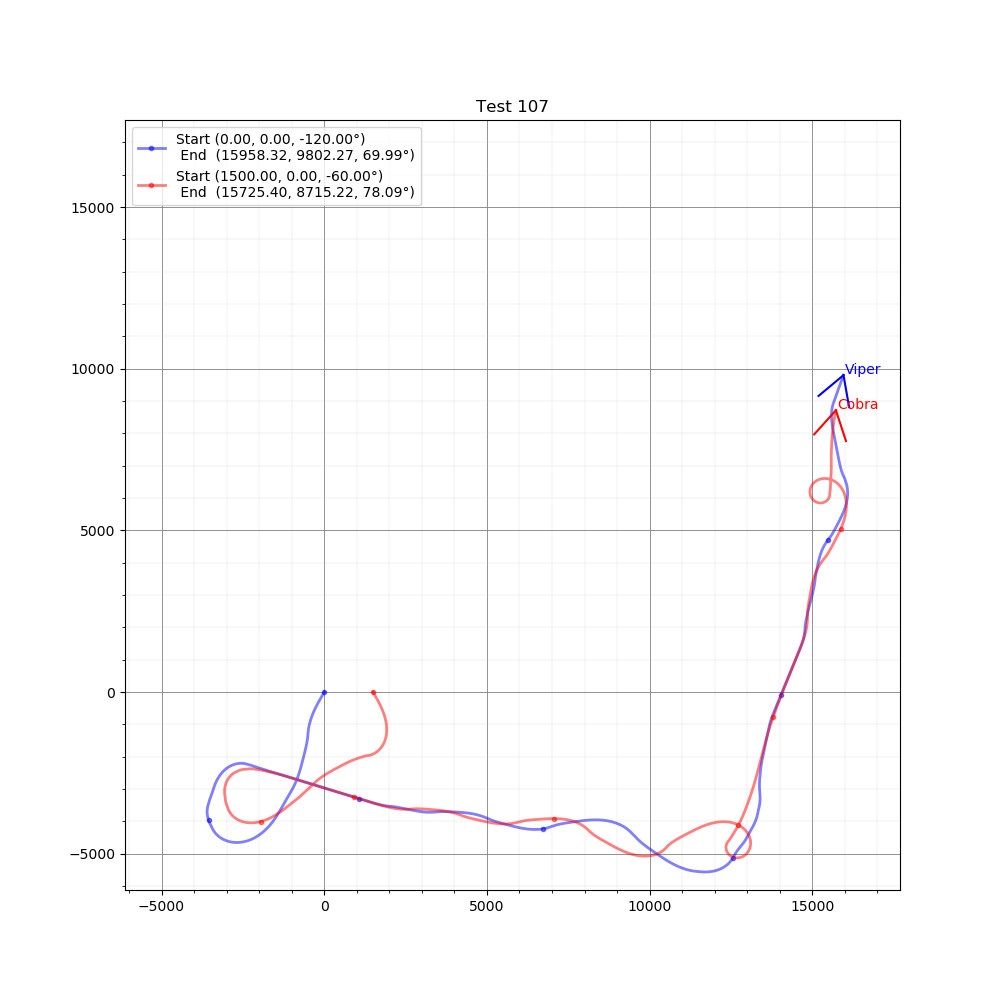 Test 107
Start (0.00, 0.00, -120.00°)
End  (15958.32, 9802.27, 69.99°)
Start (1500.00, 0.00, -60.00°)
End  (15725.40, 8715.22, 78.09°)
15000
10000
5000
0
−5000
Viper
Cobra
−5000
0
5000
10000
15000